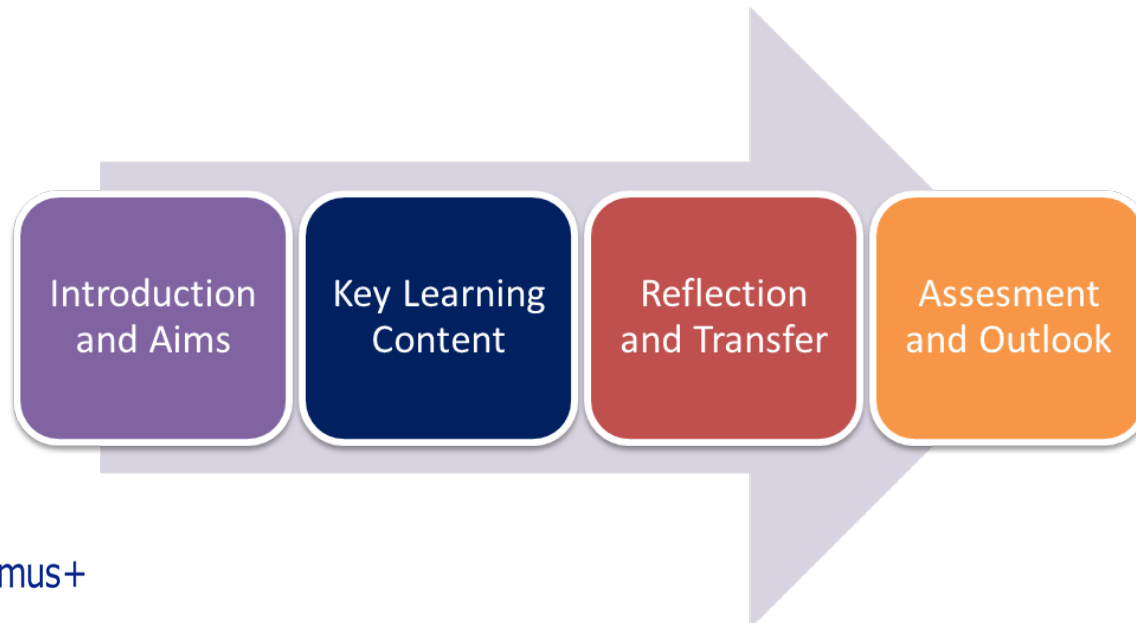 Introduction
and Aims
Key Learning
Content
Reflection
and Transfer
Assesment
and Outlook
mus+